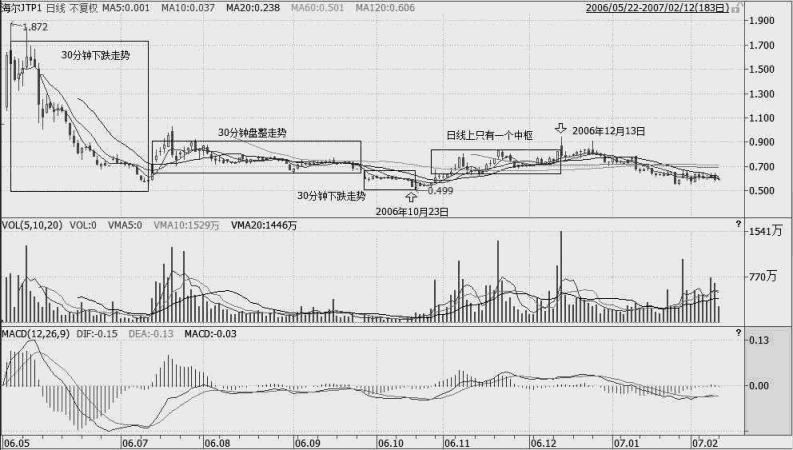 海尔JTP1 日线 不复权 MA5:0.001 MA10:0.037 MA20:0.238 MA60:0.501 MA120:0.606 2006/05/22-2007/02/12(183日)
1.900
1.872
1.700
30分钟下跌走势
1.500
1.300
1.100
30分钟盘整走势
日线上只有一个中枢
2006年12月13日
0.900
0.700
30分钟下跌走势
0.499
0.500
2006年10月23日
VOL(5,10,20) VOL:0 VMA5:0 VMA10:1529万 VMA20:1446万 ?
1541万
770万
MACD(12,26,9) DIF:-0.15 DEA:-0.13 MACD:-0.03 ?
0.13
0.00
06.05 06.07 06.08 06.09 06.10 06.11 06.12 07.01 07.02